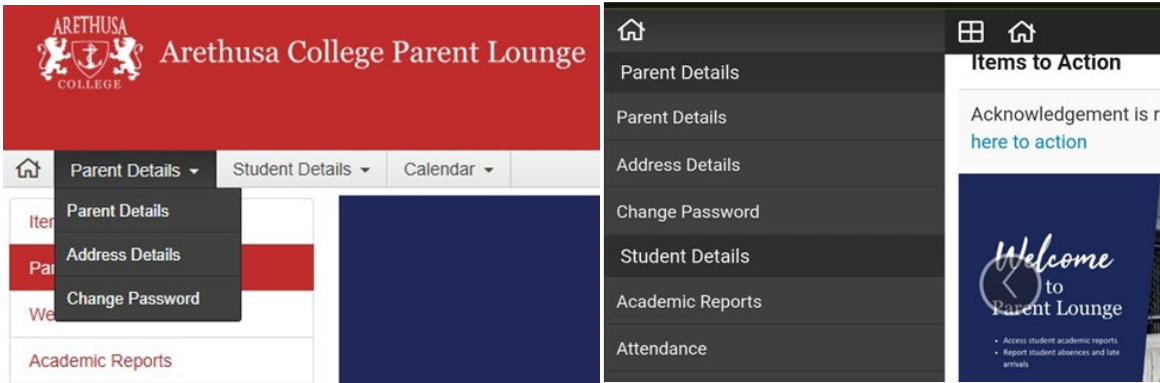 ARETHUSA
COLLEGE
Arethusa College Parent Lounge
Parent Details
Student Details
Calendar
Parent Details
Address Details
Change Password
Academic Reports
Parent Details
Parent Details
Address Details
Change Password
Student Details
Academic Reports
Attendance
Items to Action
Acknowledgement is
here to action
Welcome
to
Parent Lounge
• Access student academic reports
• Report student absences and late
arrivals